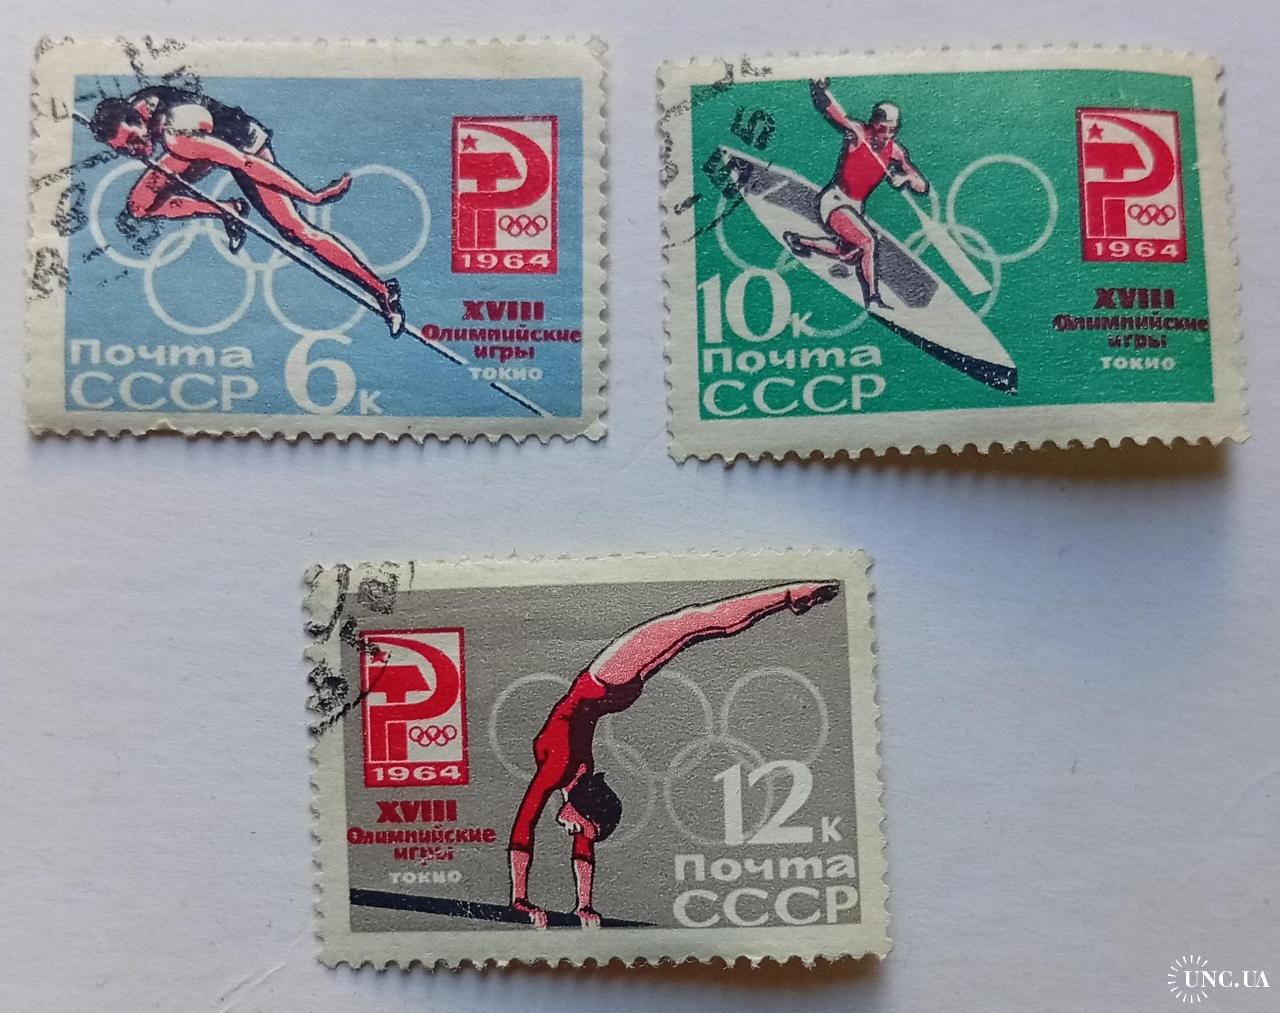 1964
XVIII
Олимпийские
игры
токио
Почта
СССР 6к
1964
XVIII
Олимпийские
игры
токио
10к
Почта
СССР
1964
XVIII
Олимпийские
игры
токио
12к
Почта
СССР
UNC.UA